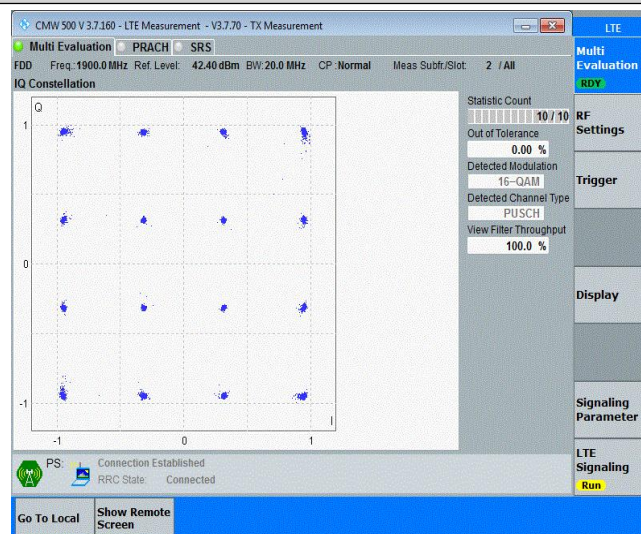 CMW 500 V 3.7.160 - LTE Measurement - V3.7.70 - TX Measurement
LTE
Multi Evaluation PRACH SRS
Multi
Evaluation
RDY
FDD Freq.:1900.0 MHz Ref. Level: 42.40 dBm BW:20.0 MHz CP :Normal Meas Subfr./Slot: 2 / All
IQ Constellation
Q
1
0
-1
-1
0
1
I
Statistic Count
10 / 10
Out of Tolerance
0.00 %
Detected Modulation
16-QAM
Detected Channel Type
PUSCH
View Filter Throughput
100.0 %
RF
Settings
Trigger
Display
Signaling
Parameter
LTE
Signaling
Run
PS: Connection Established
RRC State: Connected
Go To Local
Show Remote
Screen